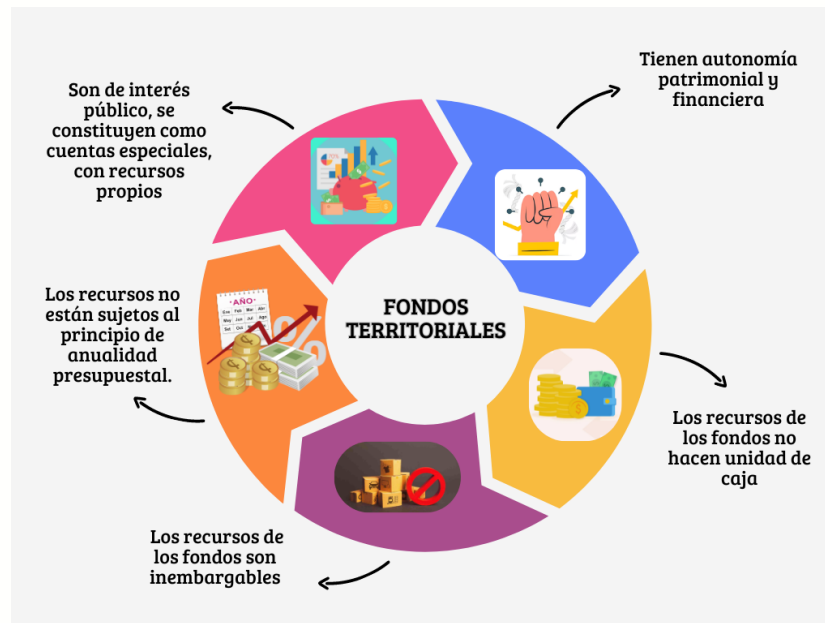 Son de interés
público, se
constituyen como
cuentas especiales,
con recursos
propios
Tienen autonomía
patrimonial y
financiera
Los recursos no
están sujetos al
principio de
anualidad
presupuestal.
·AÑO·
FONDOS
TERRITORIALES
Los recursos de
los fondos no
hacen unidad de
caja
Los recursos de
los fondos son
inembargables